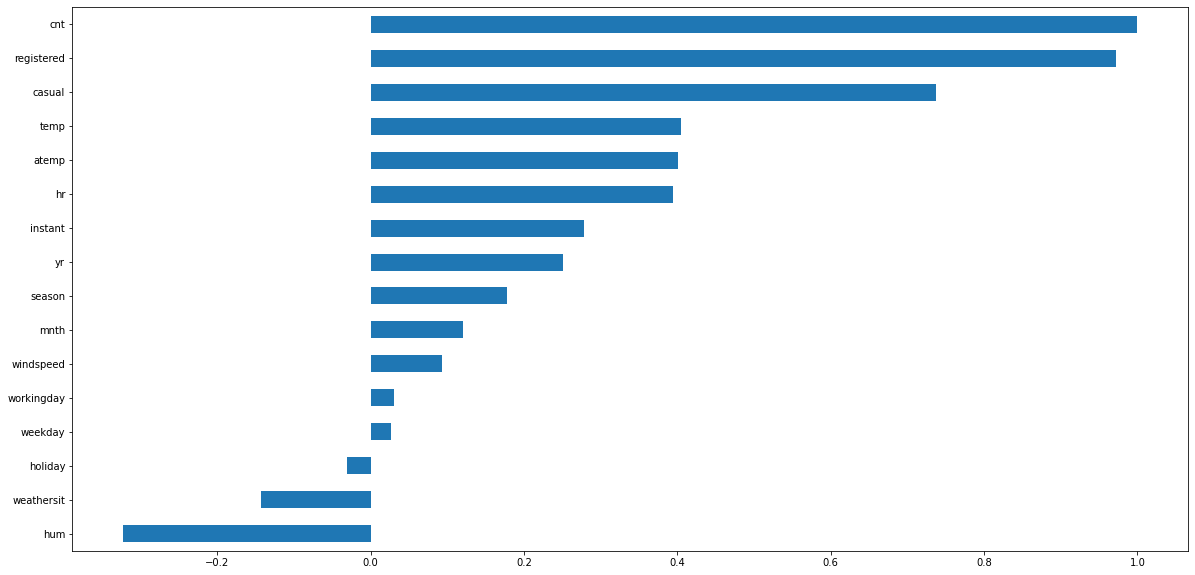 cnt
registered
casual
temp
atemp
hr
instant
yr
season
mnth
windspeed
workingday
weekday
holiday
weathersit
hum
−0.2 0.0 0.2 0.4 0.6 0.8 1.0